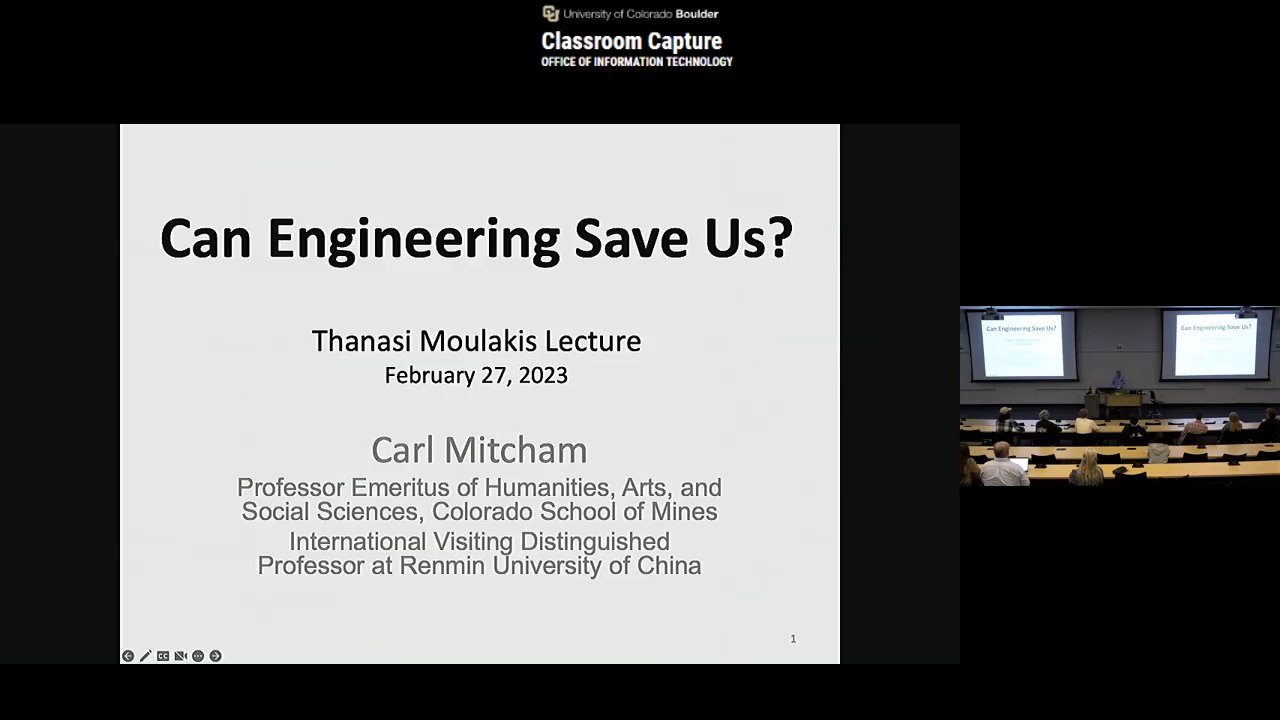 University of Colorado Boulder
Classroom Capture
OFFICE OF INFORMATION TECHNOLOGY
Can Engineering Save Us?
Thanasi Moulakis Lecture
February 27, 2023
Carl Mitcham
Professor Emeritus of Humanities, Arts, and
Social Sciences, Colorado School of Mines
International Visiting Distinguished
Professor at Renmin University of China
1
Can Engineering Save Us?
Can Engineering Save Us?